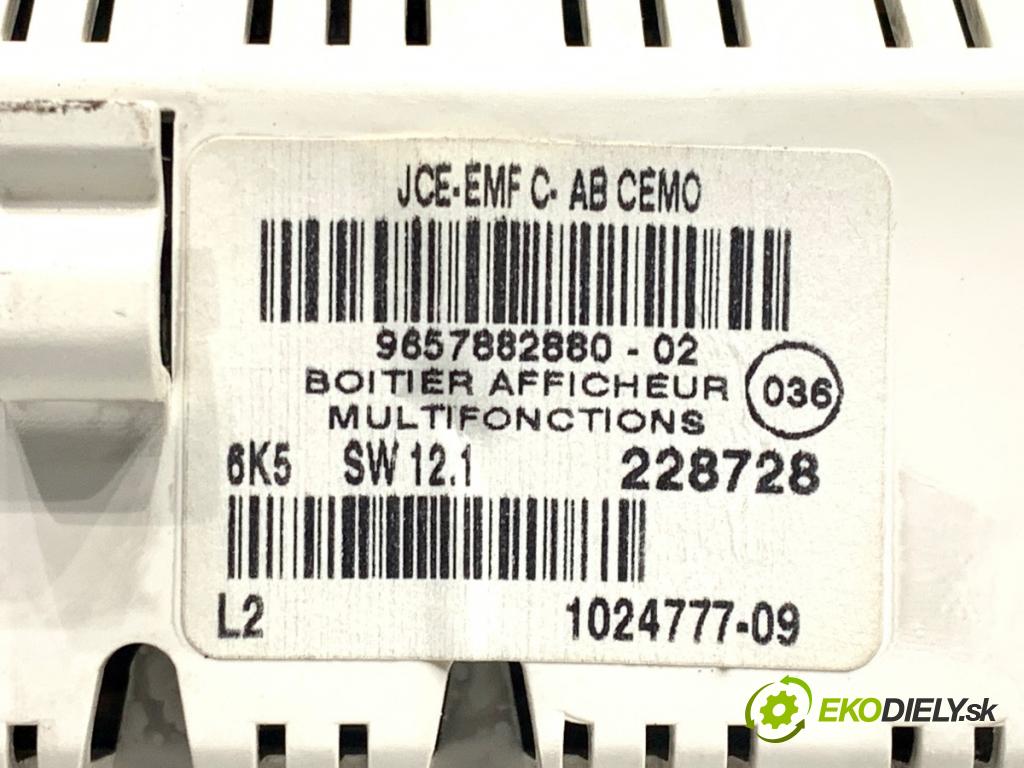 JCE-EMF C- AB CEMO
9657882880 - 02
BOITIER AFFICHEUR
MULTIFONCTIONS
036
6K5 SW 12.1 228728
L2 1024777-09
EKODIELY.sk